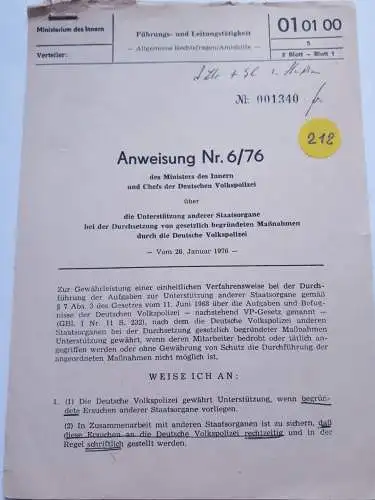 Ministerium des Innern
Verteiler:
Führungs- und Leitungstätigkeit
— Allgemeine Rechtsfragen/Amtshilfe —
01 01 00
5
2 Blatt – Blatt 1
№ 001340
212
Anweisung Nr. 6/76
des Ministers des Innern
und Chefs der Deutschen Volkspolizei
über
die Unterstützung anderer Staatsorgane
bei der Durchsetzung von gesetzlich begründeten Maßnahmen
durch die Deutsche Volkspolizei
— Vom 26. Januar 1976 —
Zur Gewährleistung einer einheitlichen Verfahrensweise bei der Durch-
führung der Aufgaben zur Unterstützung anderer Staatsorgane gemäß
§ 7 Abs. 3 des Gesetzes vom 11. Juni 1968 über die Aufgaben und Befug-
nisse der Deutschen Volkspolizei — nachstehend VP-Gesetz genannt —
(GBl. I Nr. 11 S. 232), nach dem die Deutsche Volkspolizei anderen
Staatsorganen bei der Durchsetzung gesetzlich begründeter Maßnahmen
Unterstützung gewährt, wenn deren Mitarbeiter bedroht oder tätlich an-
gegriffen werden oder ohne Gewährung von Schutz die Durchführung der
angeordneten Maßnahmen nicht möglich ist,
WEISE ICH AN:
1. (1) Die Deutsche Volkspolizei gewährt Unterstützung, wenn begrün-
dete Ersuchen anderer Staatsorgane vorliegen.
(2) In Zusammenarbeit mit anderen Staatsorganen ist zu sichern, daß
diese Ersuchen an die Deutsche Volkspolizei rechtzeitig und in der
Regel schriftlich gestellt werden.